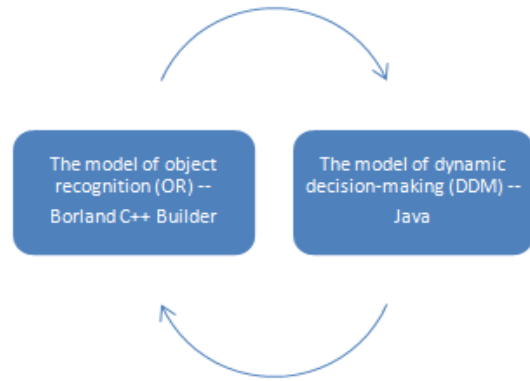 The model of object
recognition (OR) --
Borland C++ Builder
The model of dynamic
decision-making (DDM) --
Java